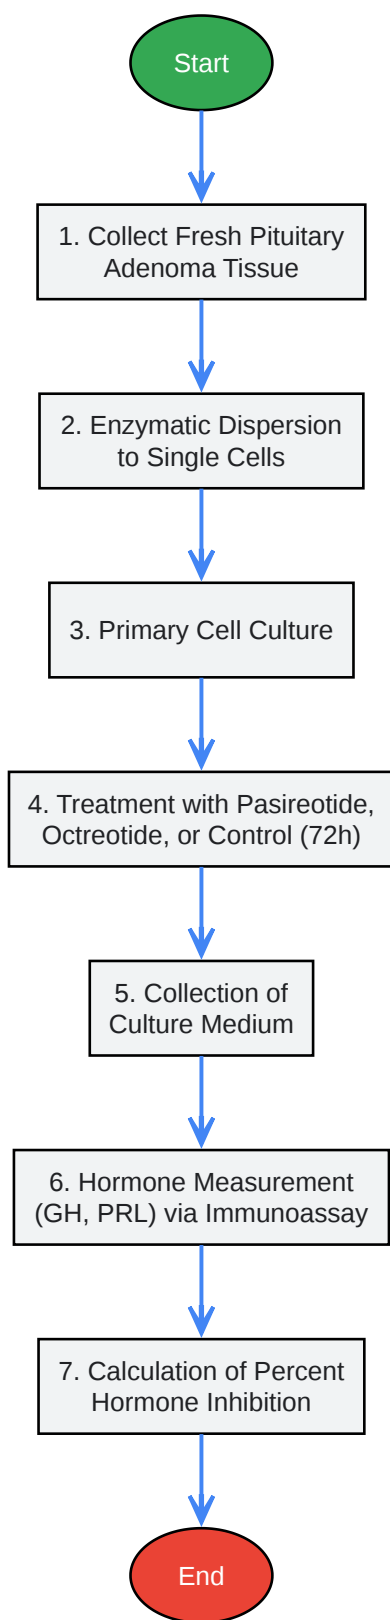 Start
1. Collect Fresh Pituitary
Adenoma Tissue
2. Enzymatic Dispersion
to Single Cells
3. Primary Cell Culture
4. Treatment with Pasireotide,
Octreotide, or Control (72h)
5. Collection of
Culture Medium
6. Hormone Measurement
(GH, PRL) via Immunoassay
7. Calculation of Percent
Hormone Inhibition
End